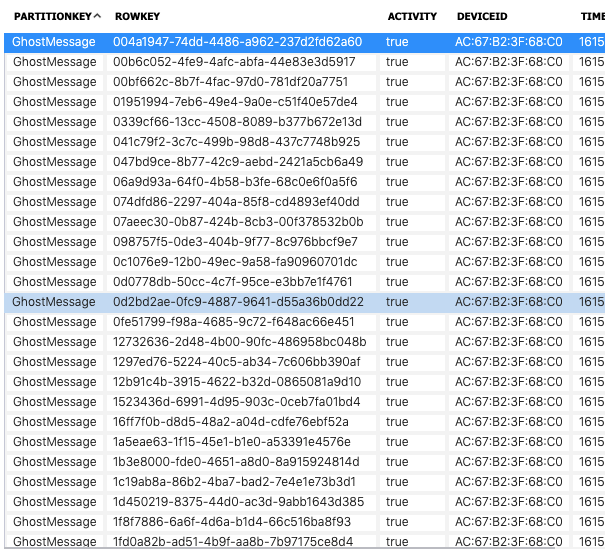 PARTITIONKEY ROWKEY ACTIVITY DEVICEID TIME
GhostMessage 004a1947-74dd-4486-a962-237d2fd62a60 true AC:67:B2:3F:68:C0 1615
GhostMessage 00b6c052-4fe9-4afc-abfa-44e83e3d5917 true AC:67:B2:3F:68:C0 1615
GhostMessage 00bf662c-8b7f-4fac-97d0-781df20a7751 true AC:67:B2:3F:68:C0 1615
GhostMessage 01951994-7eb6-49e4-9a0e-c51f40e57de4 true AC:67:B2:3F:68:C0 1615
GhostMessage 0339cf66-13cc-4508-8089-b377b672e13d true AC:67:B2:3F:68:C0 1615
GhostMessage 041c79f2-3c7c-499b-98d8-437c7748b925 true AC:67:B2:3F:68:C0 1615
GhostMessage 047bd9ce-8b77-42c9-aebd-2421a5cb6a49 true AC:67:B2:3F:68:C0 1615
GhostMessage 06a9d93a-64f0-4b58-b3fe-68c0e6f0a5f6 true AC:67:B2:3F:68:C0 1615
GhostMessage 074dfd86-2297-404a-85f8-cd4893ef40dd true AC:67:B2:3F:68:C0 1615
GhostMessage 07aeec30-0b87-424b-8cb3-00f378532b0b true AC:67:B2:3F:68:C0 1615
GhostMessage 098757f5-0de3-404b-9f77-8c976bbcf9e7 true AC:67:B2:3F:68:C0 1615
GhostMessage 0c1076e9-12b0-49ec-9a58-fa90960701dc true AC:67:B2:3F:68:C0 1615
GhostMessage 0d0778db-50cc-4c7f-95ce-e3bb7e1f4761 true AC:67:B2:3F:68:C0 1615
GhostMessage 0d2bd2ae-0fc9-4887-9641-d55a36b0dd22 true AC:67:B2:3F:68:C0 1615
GhostMessage 0fe51799-f98a-4685-9c72-f648ac66e451 true AC:67:B2:3F:68:C0 1615
GhostMessage 12732636-2d48-4b00-90fc-486958bc048b true AC:67:B2:3F:68:C0 1615
GhostMessage 1297ed76-5224-40c5-ab34-7c606bb390af true AC:67:B2:3F:68:C0 1615
GhostMessage 12b91c4b-3915-4622-b32d-0865081a9d10 true AC:67:B2:3F:68:C0 1615
GhostMessage 1523436d-6991-4d95-903c-0ceb7fa01bd4 true AC:67:B2:3F:68:C0 1615
GhostMessage 16ff7f0b-d8d5-48a2-a04d-cdfe76ebf52a true AC:67:B2:3F:68:C0 1615
GhostMessage 1a5eae63-1f15-45e1-b1e0-a53391e4576e true AC:67:B2:3F:68:C0 1615
GhostMessage 1b3e8000-fde0-4651-a8d0-8a915924814d true AC:67:B2:3F:68:C0 1615
GhostMessage 1c19ab8a-86b2-4ba7-bad2-7e4e1e73b3d1 true AC:67:B2:3F:68:C0 1615
GhostMessage 1d450219-8375-44d0-ac3d-9abb1643d385 true AC:67:B2:3F:68:C0 1615
GhostMessage 1f8f7886-6a6f-4d6a-b1d4-66c516ba8f93 true AC:67:B2:3F:68:C0 1615
GhostMessage 1fd0a82b-ad51-4b9f-aa8b-7b97175ce8d4 true AC:67:B2:3F:68:C0 1615